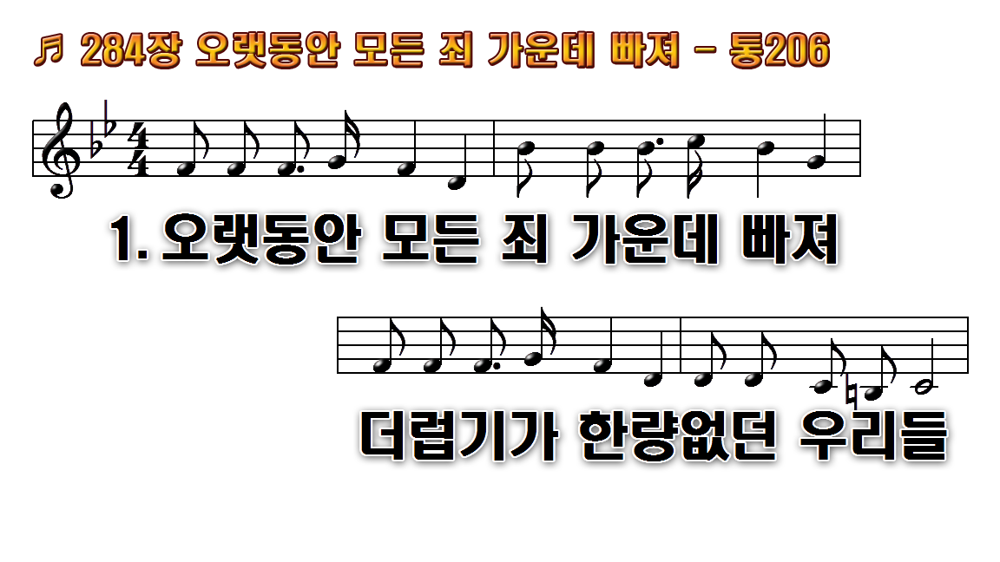 ♬ 284장 오랫동안 모든 죄 가운데 빠져 - 통206
4
4
1. 오랫동안 모든 죄 가운데 빠져
더럽기가 한량없던 우리들